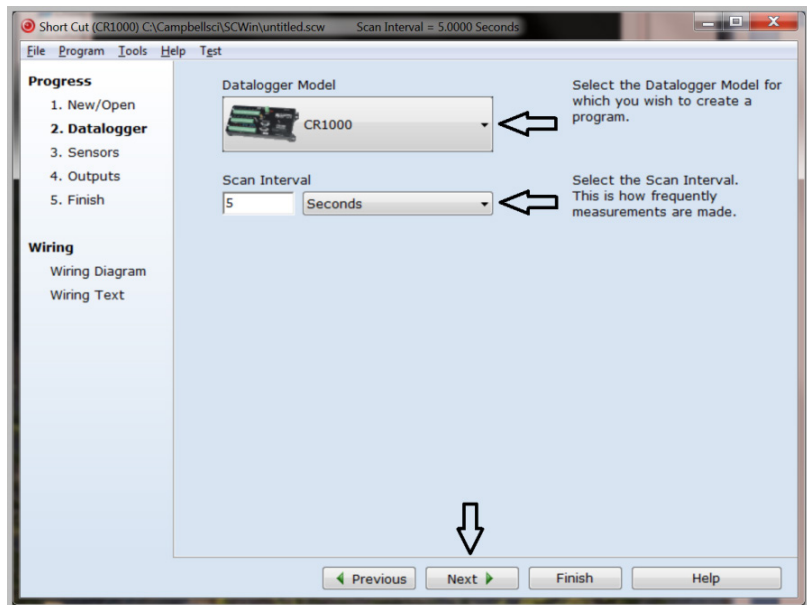 Short Cut (CR1000) C:\Campbellsci\SCWin\untitled.scw Scan Interval = 5.0000 Seconds
File Program Tools Help Test
Progress
1. New/Open
2. Datalogger
3. Sensors
4. Outputs
5. Finish
Wiring
Wiring Diagram
Wiring Text
Datalogger Model
CR1000
Select the Datalogger Model for
which you wish to create a
program.
Scan Interval
5 Seconds
Select the Scan Interval.
This is how frequently
measurements are made.
Previous Next Finish Help